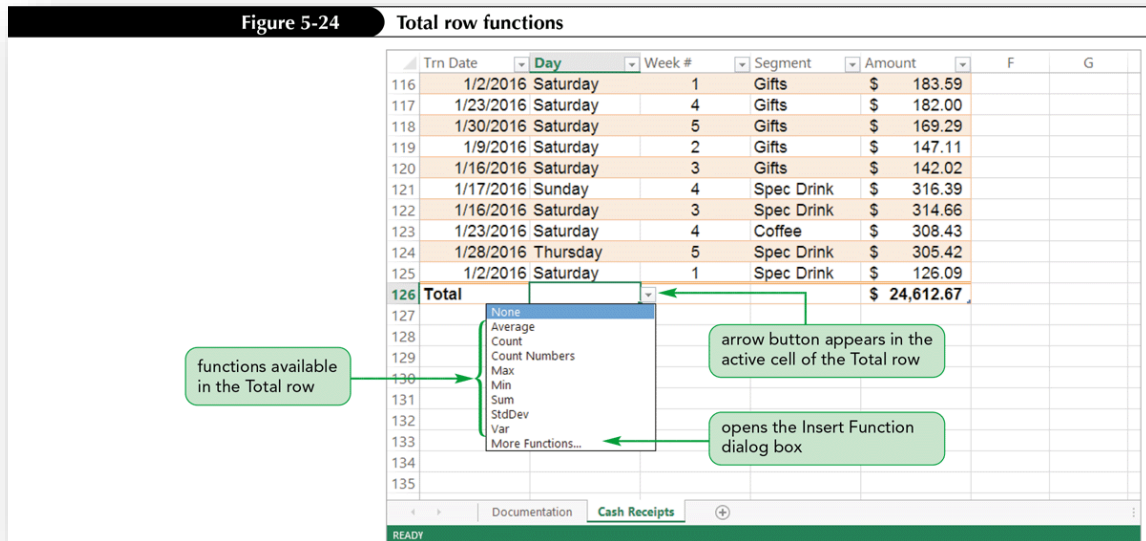 Figure 5-24 Total row functions
Trn Date Day Week # Segment Amount F G
116 1/2/2016 Saturday 1 Gifts $ 183.59
117 1/23/2016 Saturday 4 Gifts $ 182.00
118 1/30/2016 Saturday 5 Gifts $ 169.29
119 1/9/2016 Saturday 2 Gifts $ 147.11
120 1/16/2016 Saturday 3 Gifts $ 142.02
121 1/17/2016 Sunday 4 Spec Drink $ 316.39
122 1/16/2016 Saturday 3 Spec Drink $ 314.66
123 1/23/2016 Saturday 4 Coffee $ 308.43
124 1/28/2016 Thursday 5 Spec Drink $ 305.42
125 1/2/2016 Saturday 1 Spec Drink $ 126.09
126 Total $ 24,612.67
127
128
129
130
131
132
133
134
135
None
Average
Count
Count Numbers
Max
Min
Sum
StdDev
Var
More Functions...
functions available
in the Total row
arrow button appears in the
active cell of the Total row
opens the Insert Function
dialog box
Documentation Cash Receipts
READY